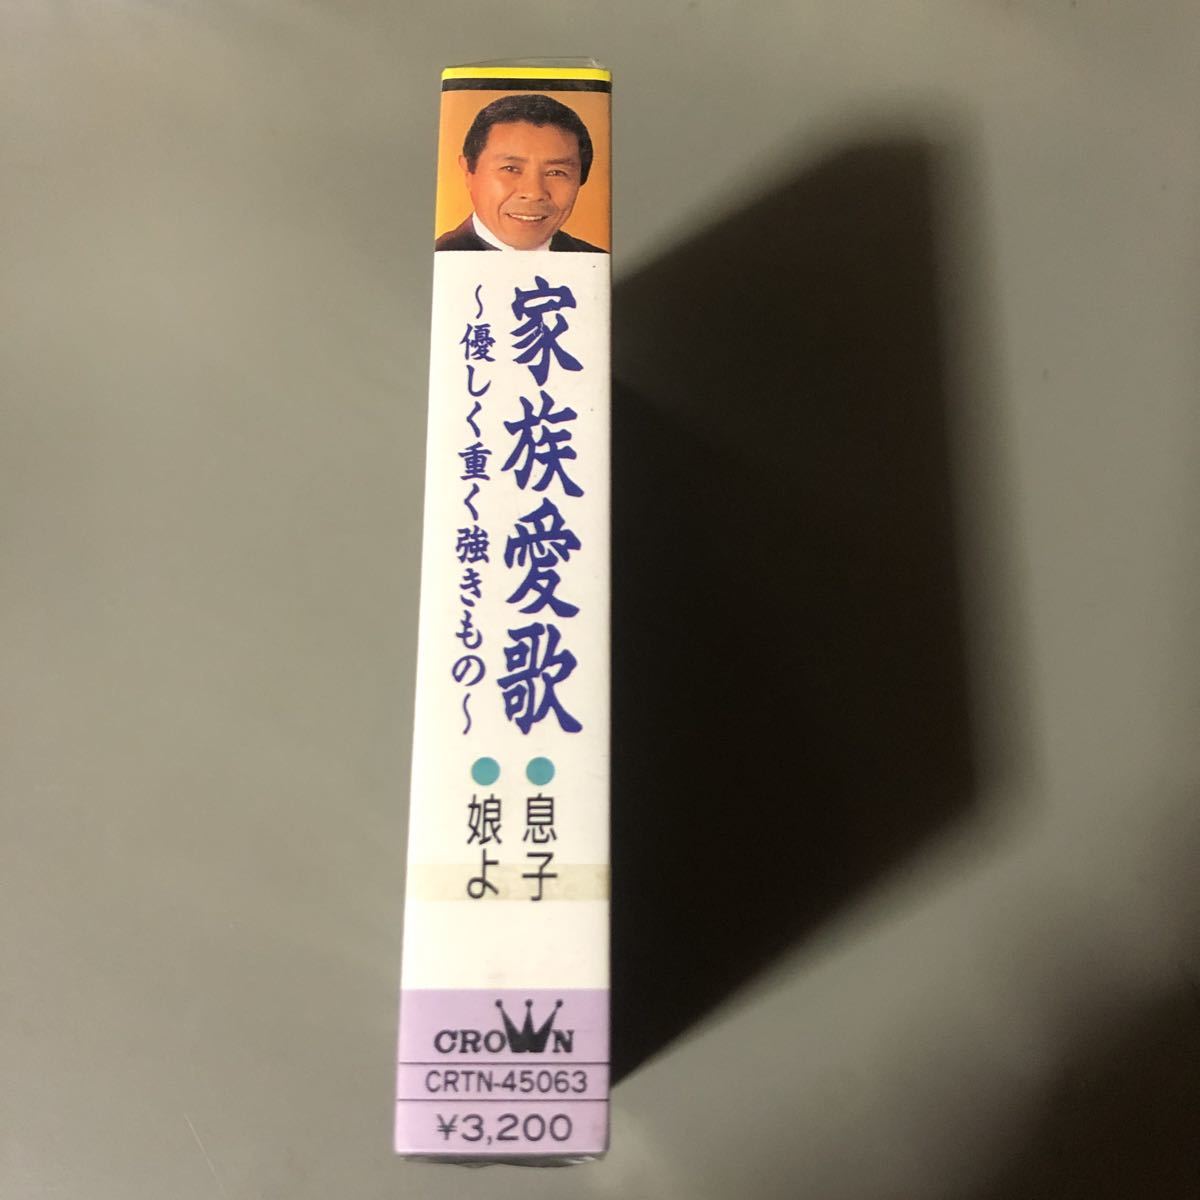 家族愛歌
～優しく重く強きもの～
●息子
●娘よ
CROWN
CRTN-45063
¥3,200